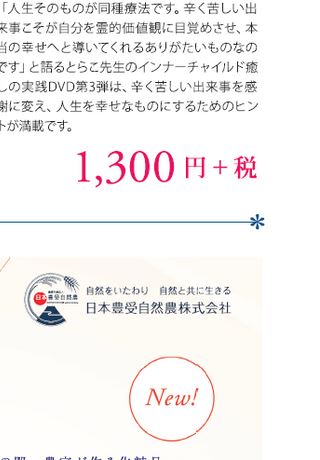 「人生そのものが同種療法です。辛く苦しい出
来事こそが自分を霊的価値観に目覚めさせ、本
当の幸せへと導いてくれるありがたいものなの
です」と語るとらこ先生のインナーチャイルド癒
しの実践DVD第3弾は、辛く苦しい出来事を感
謝に変え、人生を幸せなものにするためのヒン
トが満載です。
1,300 円＋税
日本豊受自然農
自然をいたわり　自然と共に生きる
日本豊受自然農株式会社
New!